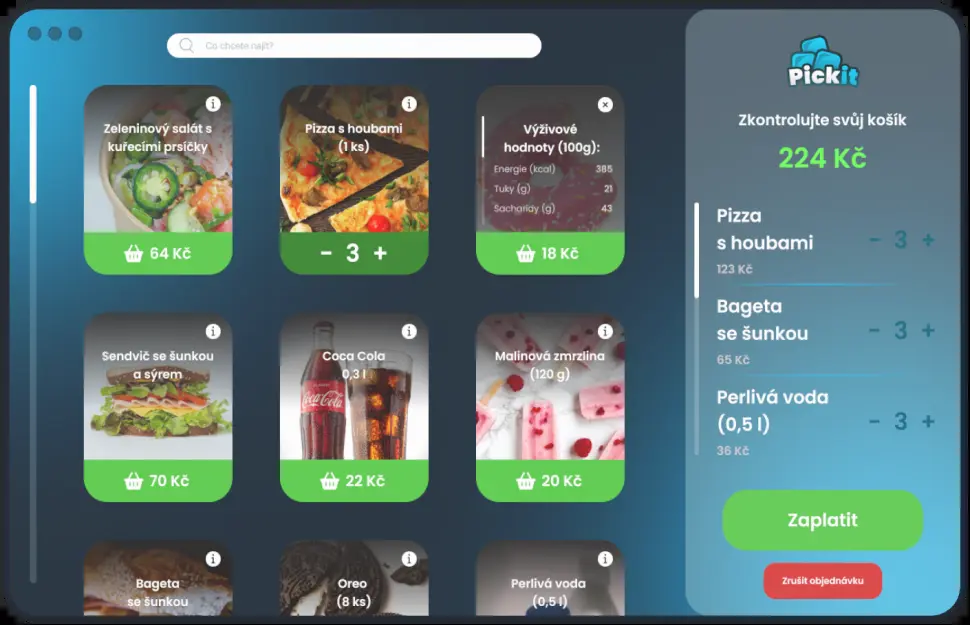 Co chcete najít?
Zeleninový salát s
kuřecími prsíčky
64 Kč
Pizza s houbami
(1 ks)
- 3 +
Výživové
hodnoty (100g):
Energie (kcal) 385
Tuky (g) 21
Sacharidy (g) 43
18 Kč
Sendvič se šunkou
a sýrem
70 Kč
Coca Cola
0,3 l
Coca-Cola
22 Kč
Malinová zmrzlina
(120 g)
20 Kč
Bageta
se šunkou
Oreo
(8 ks)
Perlivá voda
(0,5 l)
Pickit
Zkontrolujte svůj košík
224 Kč
Pizza
s houbami
- 3 +
123 Kč
Bageta
se šunkou
- 3 +
65 Kč
Perlivá voda
(0,5 l)
- 3 +
36 Kč
Zaplatit
Zrušit objednávku